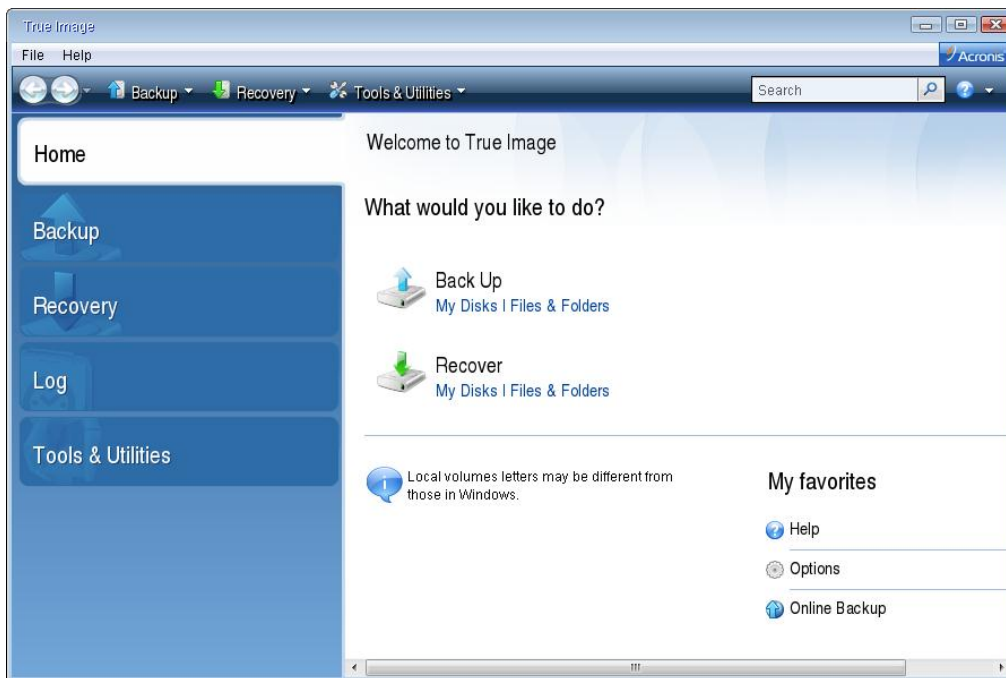 True Image
File Help
Acronis
Backup Recovery Tools & Utilities Search
Home
Backup
Recovery
Log
Tools & Utilities
Welcome to True Image
What would you like to do?
Back Up
My Disks | Files & Folders
Recover
My Disks | Files & Folders
Local volumes letters may be different from
those in Windows.
My favorites
Help
Options
Online Backup